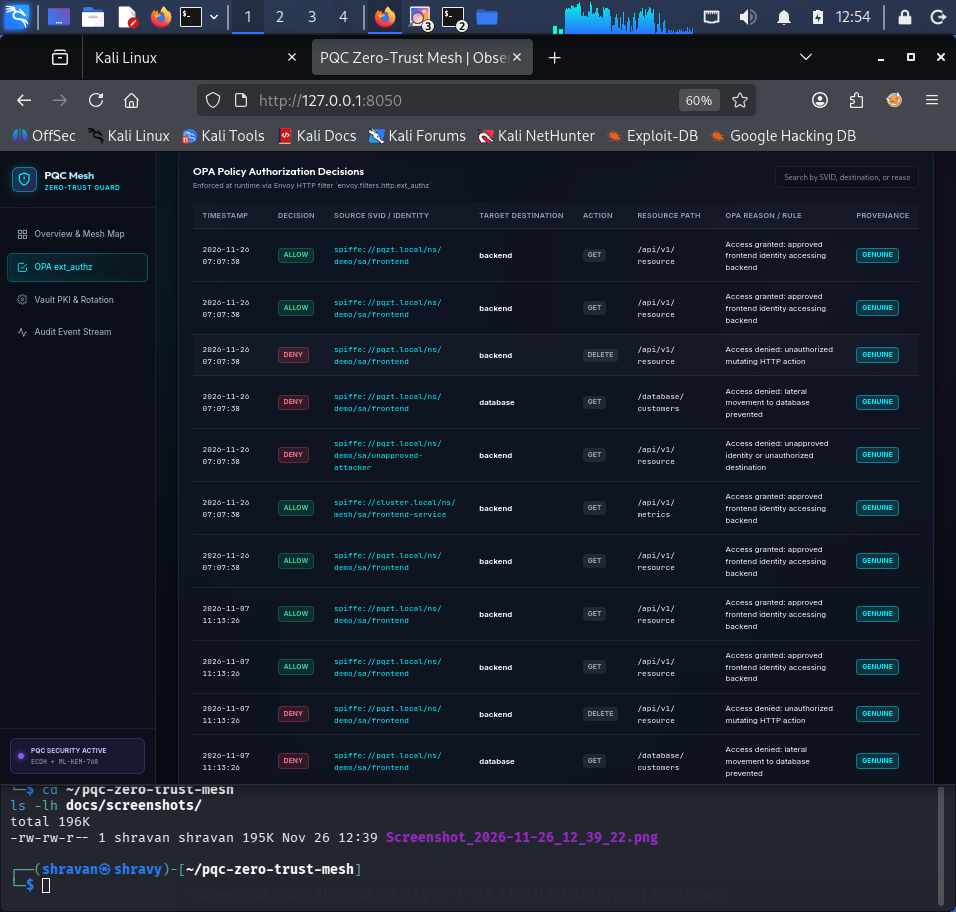 1 2 3 4 3 2 12:54
Kali Linux
PQC Zero-Trust Mesh | Obse
http://127.0.0.1:8050 60%
OffSec Kali Linux Kali Tools Kali Docs Kali Forums Kali NetHunter Exploit-DB Google Hacking DB
PQC Mesh
ZERO-TRUST GUARD
Overview & Mesh Map
OPA ext_authz
Vault PKI & Rotation
Audit Event Stream
PQC SECURITY ACTIVE
ECDH + ML-KEM-768
OPA Policy Authorization Decisions
Enforced at runtime via Envoy HTTP filter `envoy.filters.http.ext_authz`
Search by SVID, destination, or reaso
TIMESTAMP DECISION SOURCE SVID / IDENTITY TARGET DESTINATION ACTION RESOURCE PATH OPA REASON / RULE PROVENANCE
2026-11-26
07:07:38
ALLOW
spiffe://pqzt.local/ns/
demo/sa/frontend
backend
GET
/api/v1/
resource
Access granted: approved
frontend identity accessing
backend
GENUINE
2026-11-26
07:07:38
ALLOW
spiffe://pqzt.local/ns/
demo/sa/frontend
backend
GET
/api/v1/
resource
Access granted: approved
frontend identity accessing
backend
GENUINE
2026-11-26
07:07:38
DENY
spiffe://pqzt.local/ns/
demo/sa/frontend
backend
DELETE
/api/v1/
resource
Access denied: unauthorized
mutating HTTP action
GENUINE
2026-11-26
07:07:38
DENY
spiffe://pqzt.local/ns/
demo/sa/frontend
database
GET
/database/
customers
Access denied: lateral
movement to database
prevented
GENUINE
2026-11-26
07:07:38
DENY
spiffe://pqzt.local/ns/
demo/sa/unapproved-
attacker
backend
GET
/api/v1/
resource
Access denied: unapproved
identity or unauthorized
destination
GENUINE
2026-11-26
07:07:38
ALLOW
spiffe://cluster.local/ns/
mesh/sa/frontend-service
backend
GET
/api/v1/
metrics
Access granted: approved
frontend identity accessing
backend
GENUINE
2026-11-26
07:07:38
ALLOW
spiffe://pqzt.local/ns/
demo/sa/frontend
backend
GET
/api/v1/
resource
Access granted: approved
frontend identity accessing
backend
GENUINE
2026-11-07
11:13:26
ALLOW
spiffe://pqzt.local/ns/
demo/sa/frontend
backend
GET
/api/v1/
resource
Access granted: approved
frontend identity accessing
backend
GENUINE
2026-11-07
11:13:26
ALLOW
spiffe://pqzt.local/ns/
demo/sa/frontend
backend
GET
/api/v1/
resource
Access granted: approved
frontend identity accessing
backend
GENUINE
2026-11-07
11:13:26
DENY
spiffe://pqzt.local/ns/
demo/sa/frontend
backend
DELETE
/api/v1/
resource
Access denied: unauthorized
mutating HTTP action
GENUINE
2026-11-07
11:13:26
DENY
spiffe://pqzt.local/ns/
demo/sa/frontend
database
GET
/database/
customers
Access denied: lateral
movement to database
prevented
GENUINE
└─$ cd ~/pqc-zero-trust-mesh
ls -lh docs/screenshots/
total 196K
-rw-rw-r-- 1 shravan shravan 195K Nov 26 12:39 Screenshot_2026-11-26_12_39_22.png
┌──(shravan㉿shravy)-[~/pqc-zero-trust-mesh]
└─$